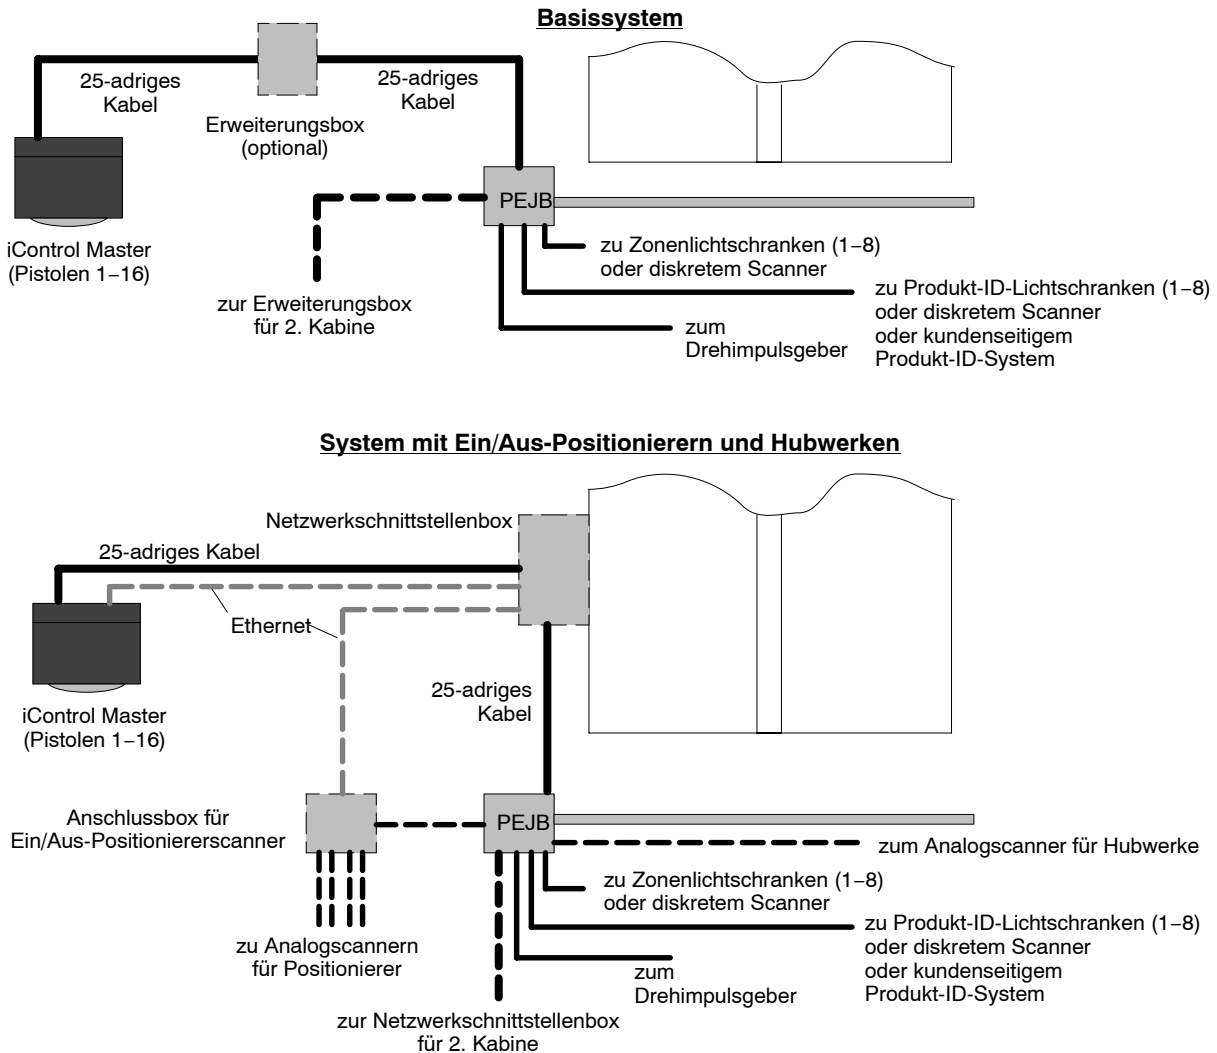 Basissystem
25-adriges
Kabel
25-adriges
Kabel
Erweiterungsbox
(optional)
PEJB
iControl Master
(Pistolen 1–16)
zu Zonenlichtschranken (1–8)
oder diskretem Scanner
zur Erweiterungsbox
für 2. Kabine
zu Produkt-ID-Lichtschranken (1–8)
oder diskretem Scanner
oder kundenseitigem
Produkt-ID-System
zum
Drehimpulsgeber
System mit Ein/Aus-Positionierern und Hubwerken
Netzwerkschnittstellenbox
25-adriges Kabel
Ethernet
25-adriges
Kabel
iControl Master
(Pistolen 1–16)
Anschlussbox für
Ein/Aus-Positioniererscanner
PEJB
zum Analogscanner für Hubwerke
zu Zonenlichtschranken (1–8)
oder diskretem Scanner
zu Produkt-ID-Lichtschranken (1–8)
oder diskretem Scanner
oder kundenseitigem
Produkt-ID-System
zu Analogscannern
für Positionierer
zum
Drehimpulsgeber
zur Netzwerkschnittstellenbox
für 2. Kabine